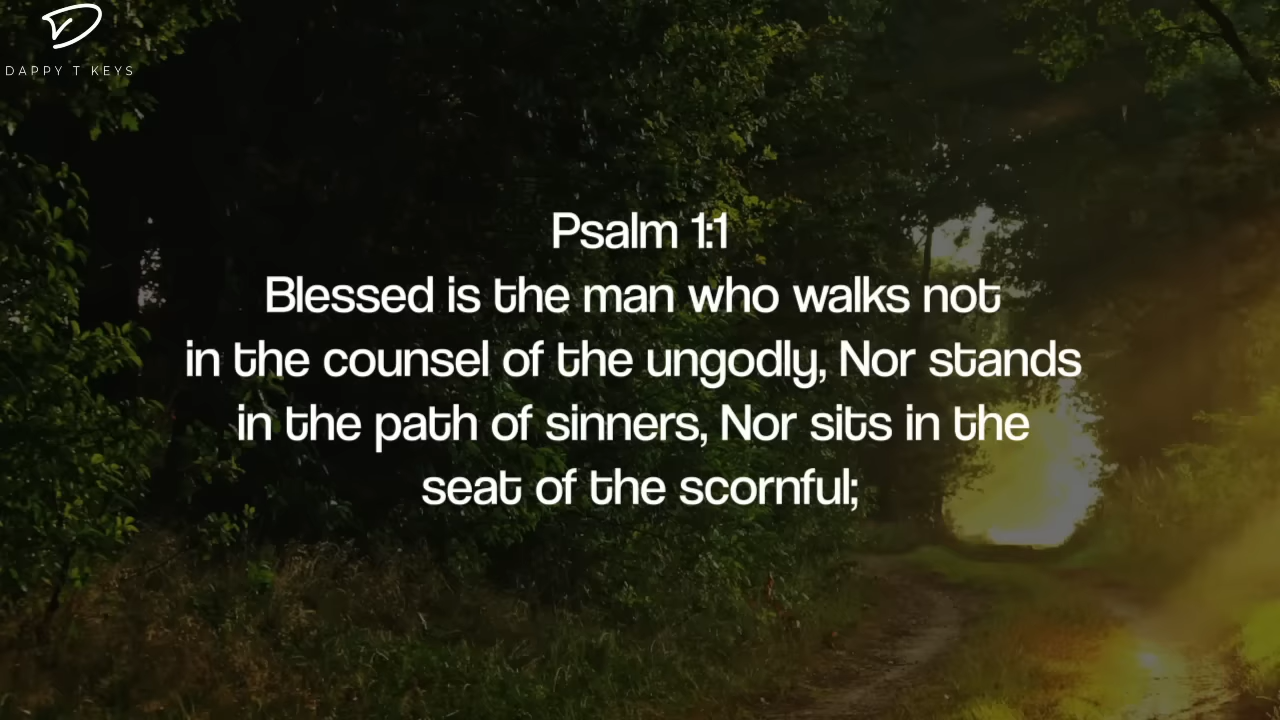 DAPPY T KEYS
Psalm 1:1
Blessed is the man who walks not
in the counsel of the ungodly, Nor stands
in the path of sinners, Nor sits in the
seat of the scornful;